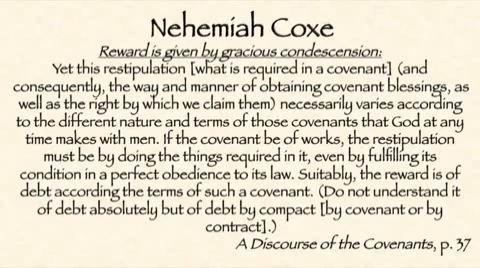 Nehemiah Coxe
Reward is given by gracious condescension:
Yet this restipulation [what is required in a covenant] (and
consequently, the way and manner of obtaining covenant blessings, as
well as the right by which we claim them) necessarily varies according
to the different nature and terms of those covenants that God at any
time makes with men. If the covenant be of works, the restipulation
must be by doing the things required in it, even by fulfilling its
condition in a perfect obedience to its law. Suitably, the reward is of
debt according the terms of such a covenant. (Do not understand it
of debt absolutely but of debt by compact [by covenant or by
contract].)
A Discourse of the Covenants, p. 37